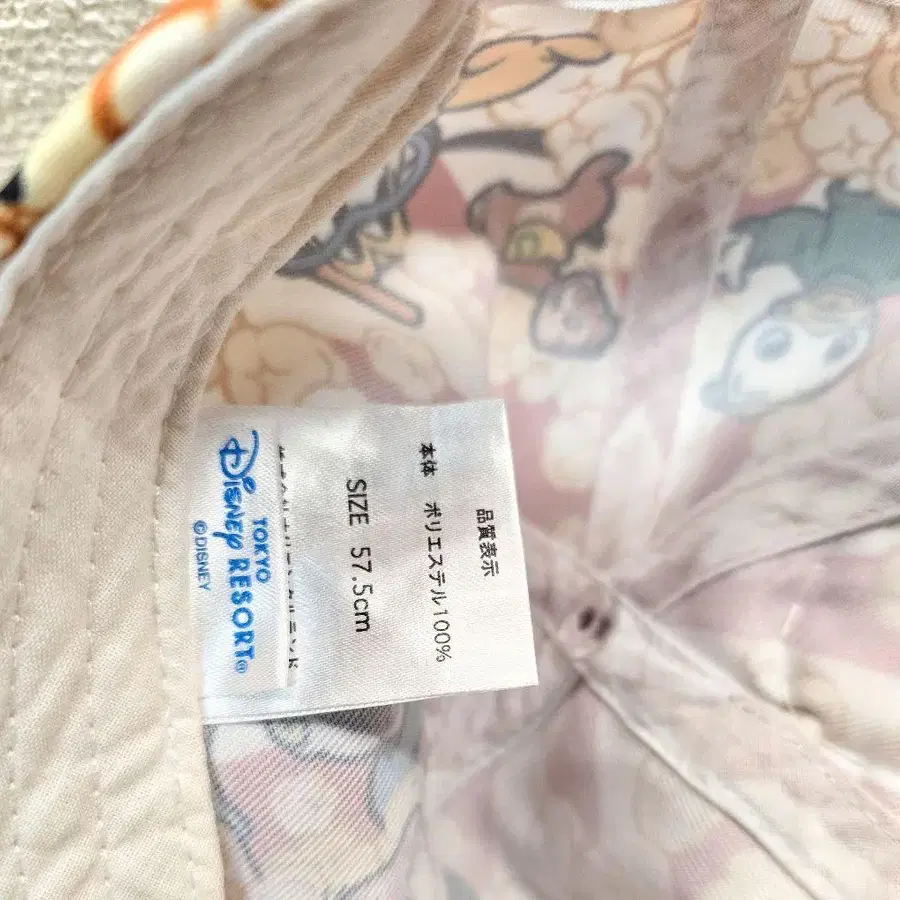 品質表示
本体　ポリエステル100%
SIZE 57.5cm
TOKYO
Disney RESORT®
©DISNEY